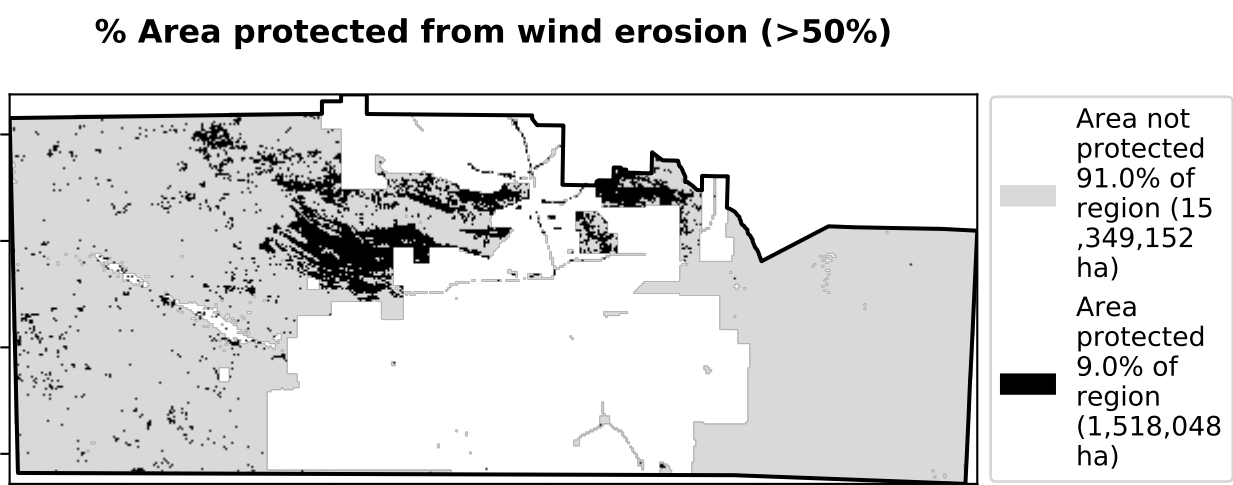 % Area protected from wind erosion (>50%)
Area not
protected
91.0% of
region (15
,349,152
ha)
Area
protected
9.0% of
region
(1,518,048
ha)